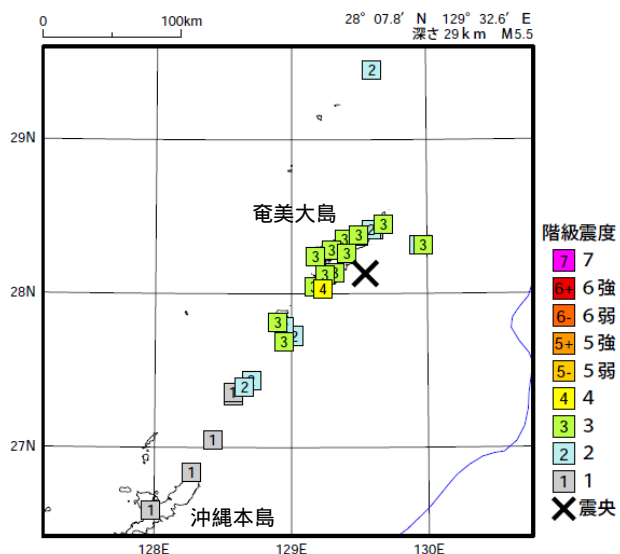 0 100km 28° 07.8′ N 129° 32.6′ E
深さ 29 km M5.5
2
29N
奄美大島
3 2 3
3 3 3
3 3 3 階級震度
3 3 7 7
28N 3 4 6+ 6強
3 2 6- 6弱
3 5+ 5強
2 5- 5弱
1 2 4 4
27N 1 3 3
1 2 2
1 1 1
沖縄本島 震央
128E 129E 130E